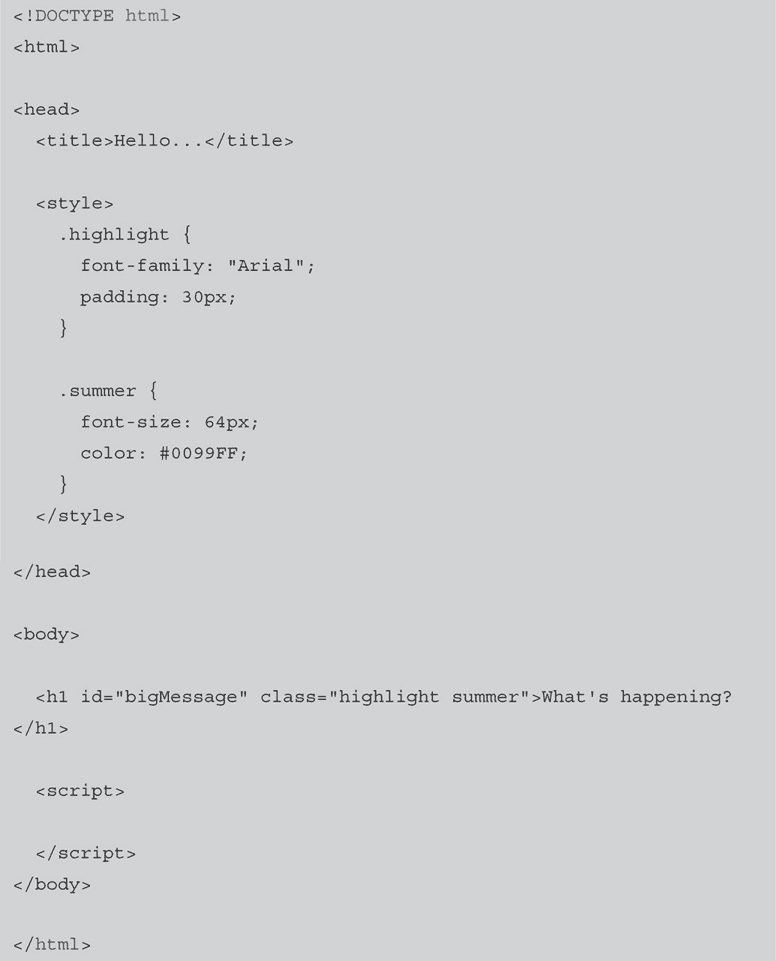 <!DOCTYPE html>
<html>
<head>
  <title>Hello...</title>
  <style>
    .highlight {
      font-family: "Arial";
      padding: 30px;
    }
    .summer {
      font-size: 64px;
      color: #0099FF;
    }
  </style>
</head>
<body>
  <h1 id="bigMessage" class="highlight summer">What's happening?
</h1>
  <script>
  </script>
</body>
</html>